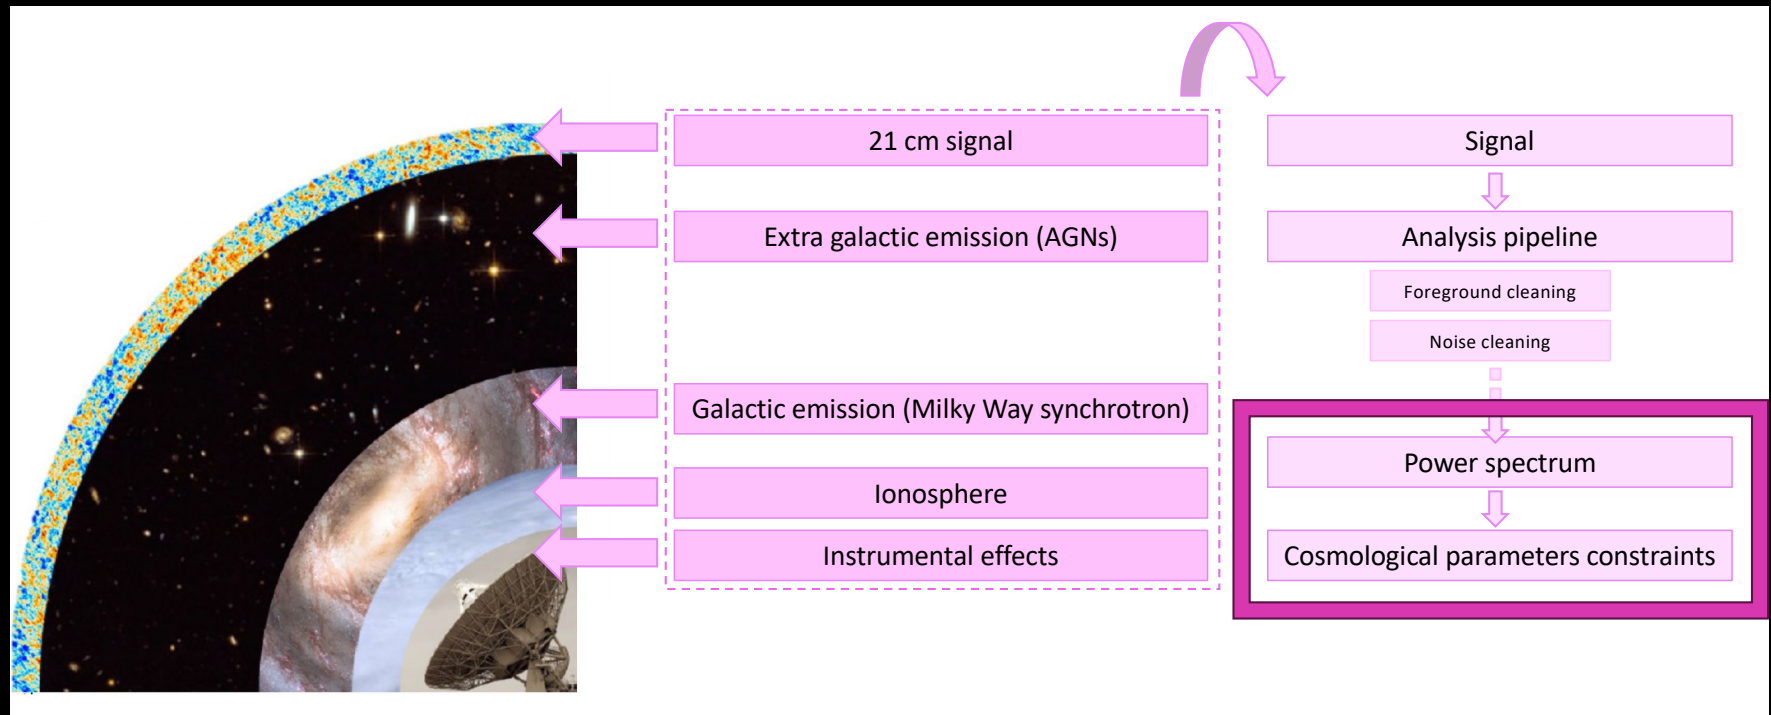 21 cm signal
Extra galactic emission (AGNs)
Galactic emission (Milky Way synchrotron)
Ionosphere
Instrumental effects
Signal
Analysis pipeline
Foreground cleaning
Noise cleaning
Power spectrum
Cosmological parameters constraints